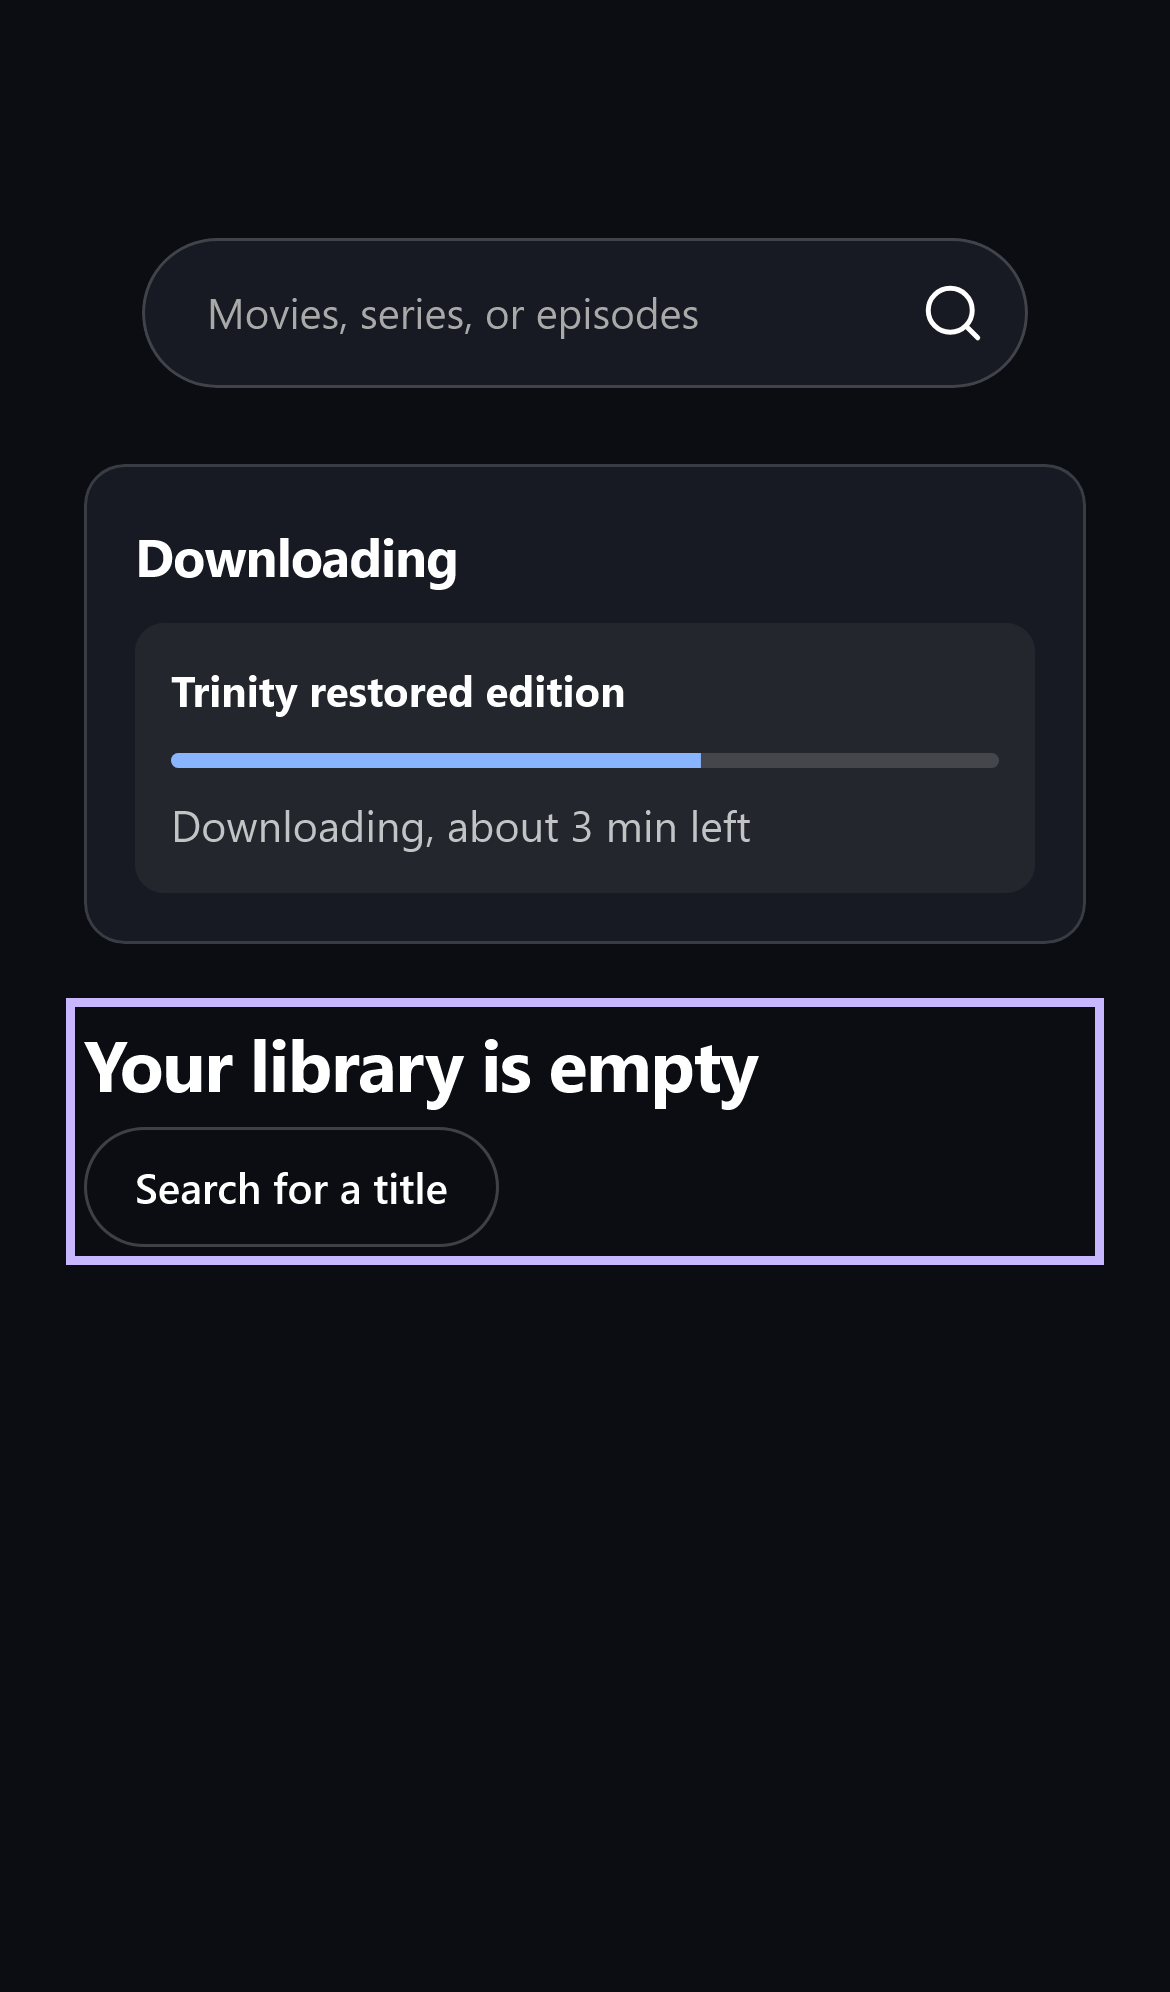 Movies, series, or episodes
Downloading
Trinity restored edition
Downloading, about 3 min left
Your library is empty
Search for a title